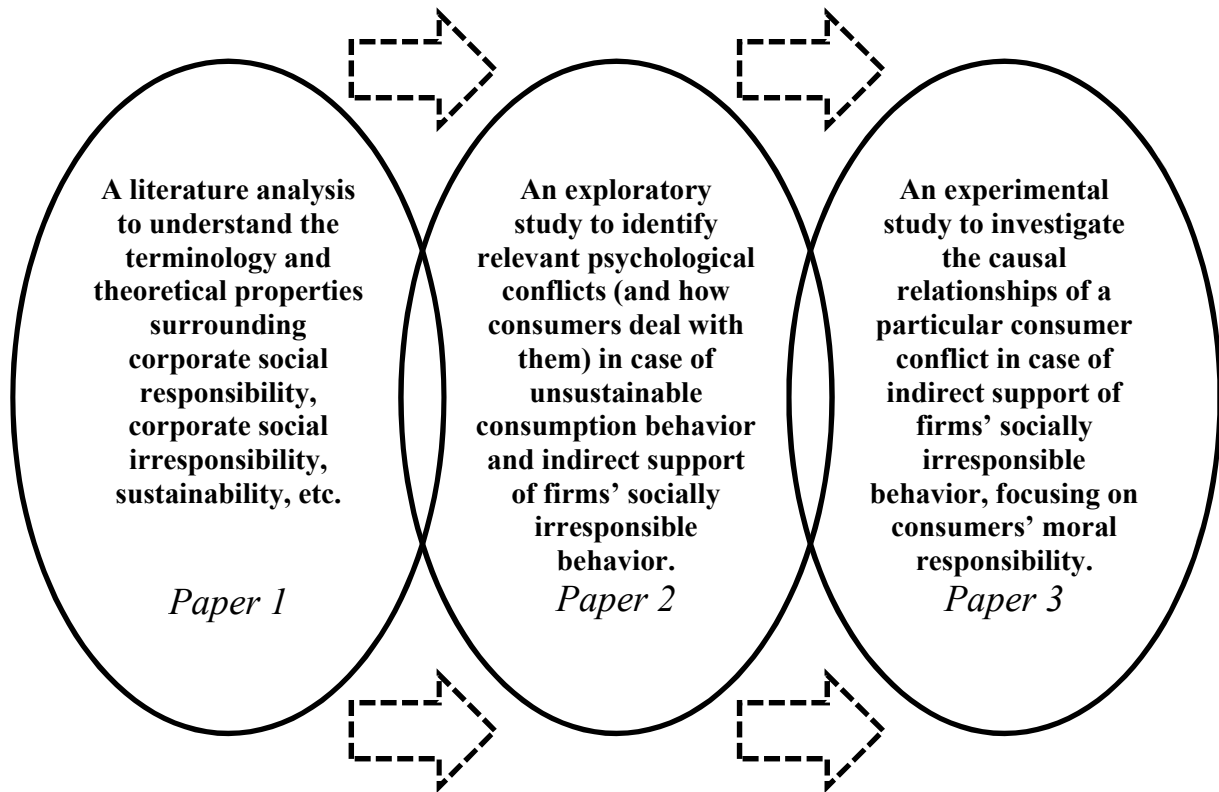 A literature analysis
to understand the
terminology and
theoretical properties
surrounding
corporate social
responsibility,
corporate social
irresponsibility,
sustainability, etc.
Paper 1
An exploratory
study to identify
relevant psychological
conflicts (and how
consumers deal with
them) in case of
unsustainable
consumption behavior
and indirect support
of firms’ socially
irresponsible
behavior.
Paper 2
An experimental
study to investigate
the causal
relationships of a
particular consumer
conflict in case of
indirect support of
firms’ socially
irresponsible
behavior, focusing on
consumers’ moral
responsibility.
Paper 3